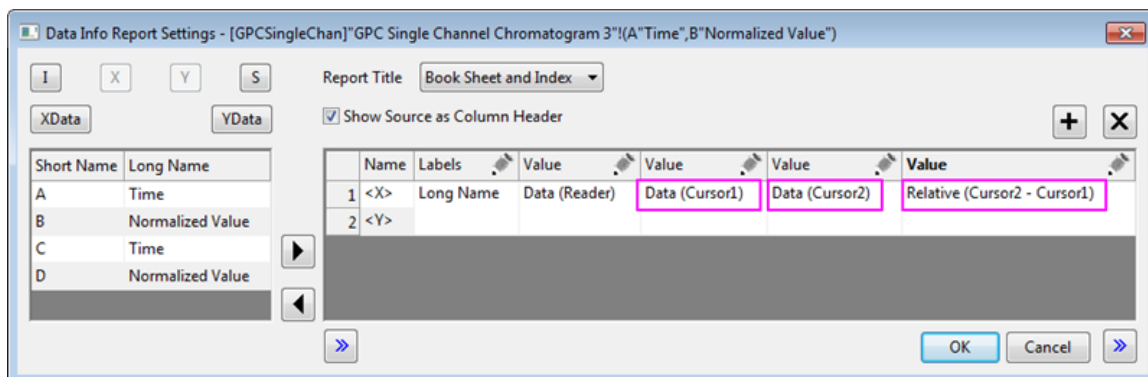 Data Info Report Settings - [GPCSingleChan]"GPC Single Channel Chromatogram 3"!(A"Time",B"Normalized Value")
I X Y S Report Title Book Sheet and Index
XData YData Show Source as Column Header
Short Name Long Name Name Labels Value Value Value Value
A Time 1 <X> Long Name Data (Reader) Data (Cursor1) Data (Cursor2) Relative (Cursor2 - Cursor1)
B Normalized Value 2 <Y>
C Time
D Normalized Value
OK Cancel